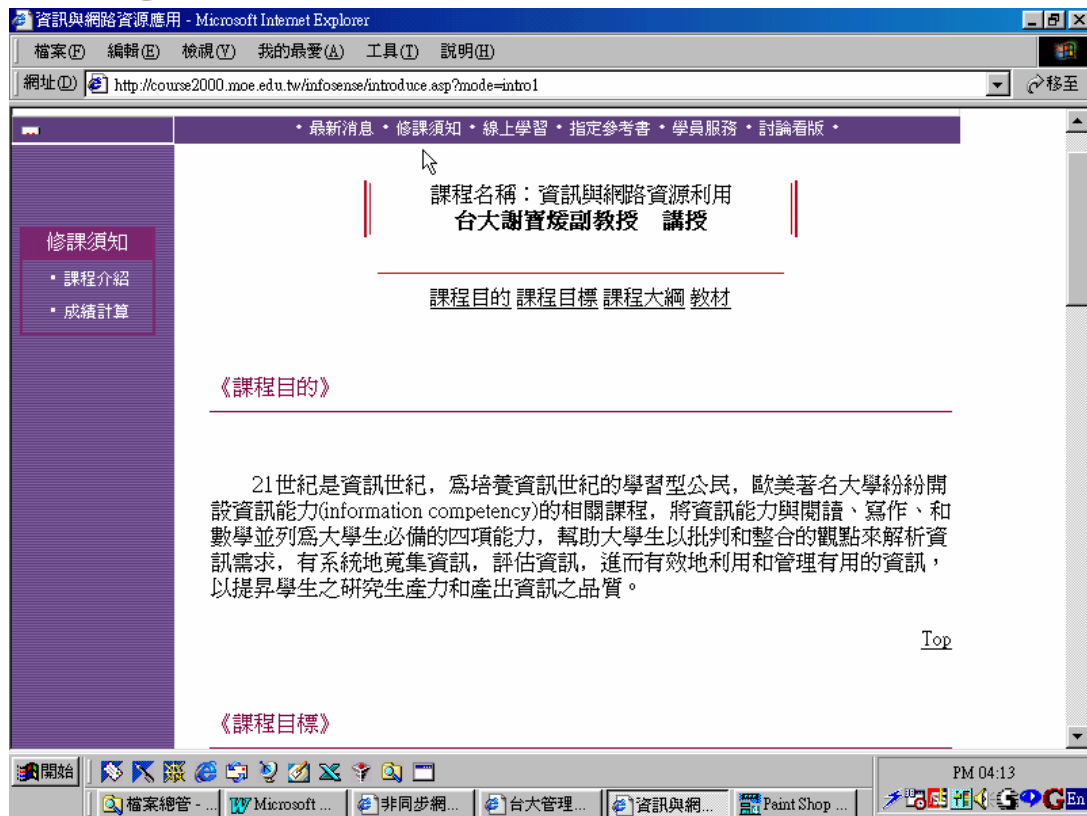 資訊與網路資源應用 - Microsoft Internet Explorer
檔案(F) 編輯(E) 檢視(V) 我的最愛(A) 工具(T) 說明(H)
網址(D) http://course2000.moe.edu.tw/infosense/introduce.asp?mode=intro1 移至
・最新消息・修課須知・線上學習・指定參考書・學員服務・討論看版・
課程名稱：資訊與網路資源利用
台大謝寶煖副教授 講授
修課須知
・課程介紹
・成績計算
課程目的 課程目標 課程大綱 教材
《課程目的》
21世紀是資訊世紀，為培養資訊世紀的學習型公民，歐美著名大學紛紛開
設資訊能力(information competency)的相關課程，將資訊能力與閱讀、寫作、和
數學並列為大學生必備的四項能力，幫助大學生以批判和整合的觀點來解析資
訊需求，有系統地蒐集資訊，評估資訊，進而有效地利用和管理有用的資訊，
以提昇學生之研究生產力和產出資訊之品質。
Top
《課程目標》
開始 PM 04:13
檔案總管 - ... Microsoft ... 非同步網... 台大管理... 資訊與網... Paint Shop ... En